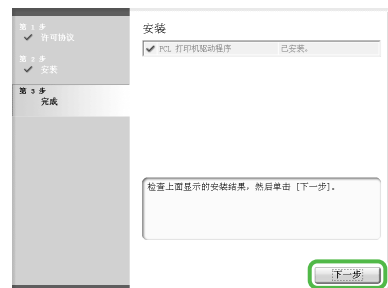 第 1 步
许可协议
第 2 步
安装
第 3 步
完成
安装
PCL 打印机驱动程序 已安装。
检查上面显示的安装结果，然后单击 [下一步]。
下一步